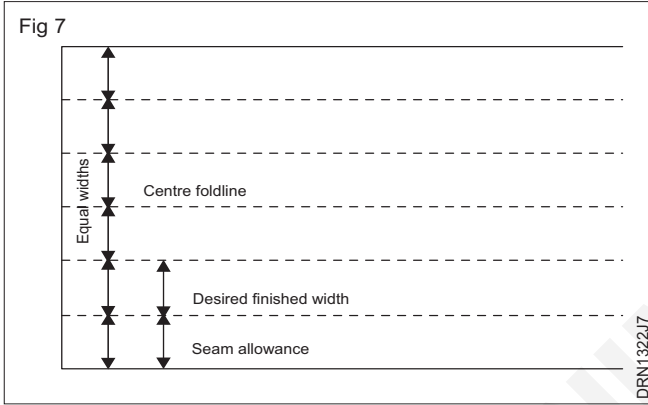 Fig 7
Equal widths
Centre foldline
Desired finished width
Seam allowance
DRN1322J7